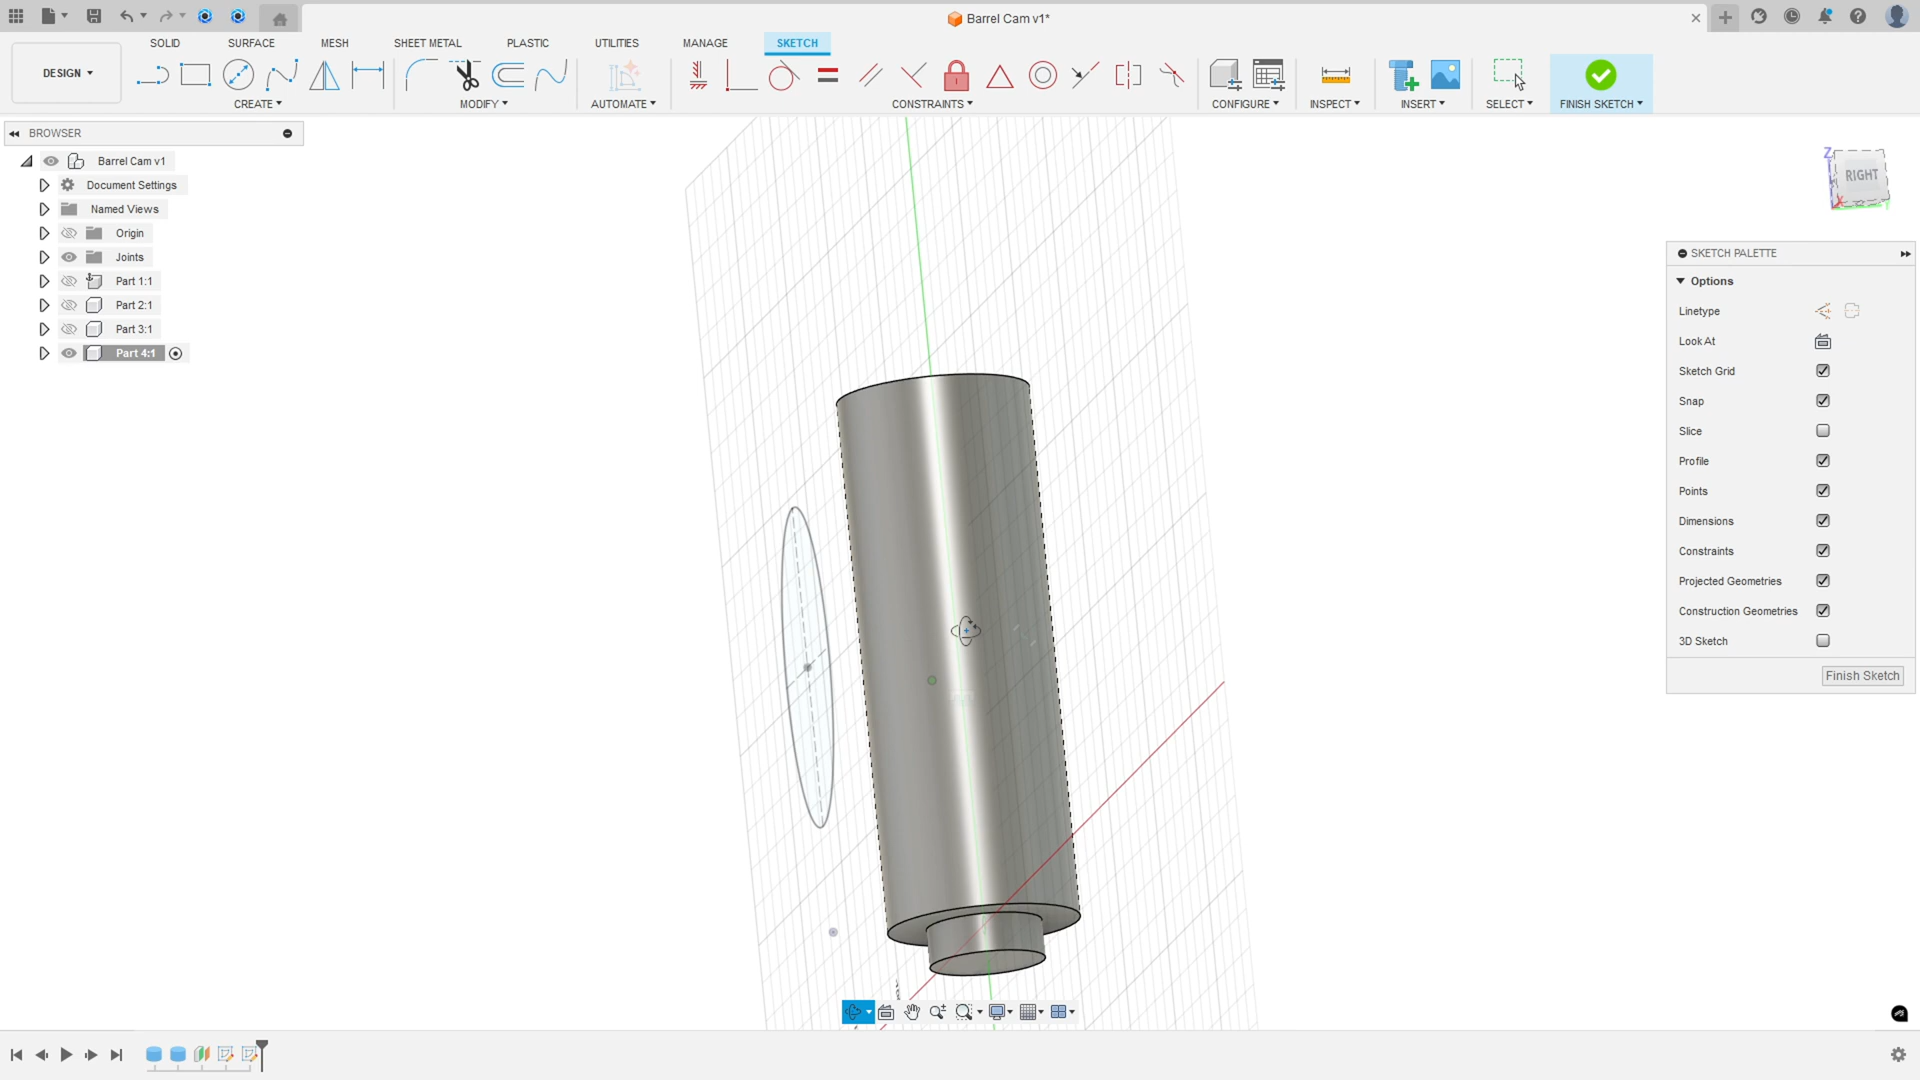 Barrel Cam v1*
SOLID SURFACE MESH SHEET METAL PLASTIC UTILITIES MANAGE SKETCH
DESIGN
CREATE MODIFY AUTOMATE CONSTRAINTS CONFIGURE INSPECT INSERT SELECT FINISH SKETCH
BROWSER
Barrel Cam v1
Document Settings
Named Views
Origin
Joints
Part 1:1
Part 2:1
Part 3:1
Part 4:1
Z
RIGHT
X
SKETCH PALETTE
Options
Linetype
Look At
Sketch Grid
Snap
Slice
Profile
Points
Dimensions
Constraints
Projected Geometries
Construction Geometries
3D Sketch
Finish Sketch